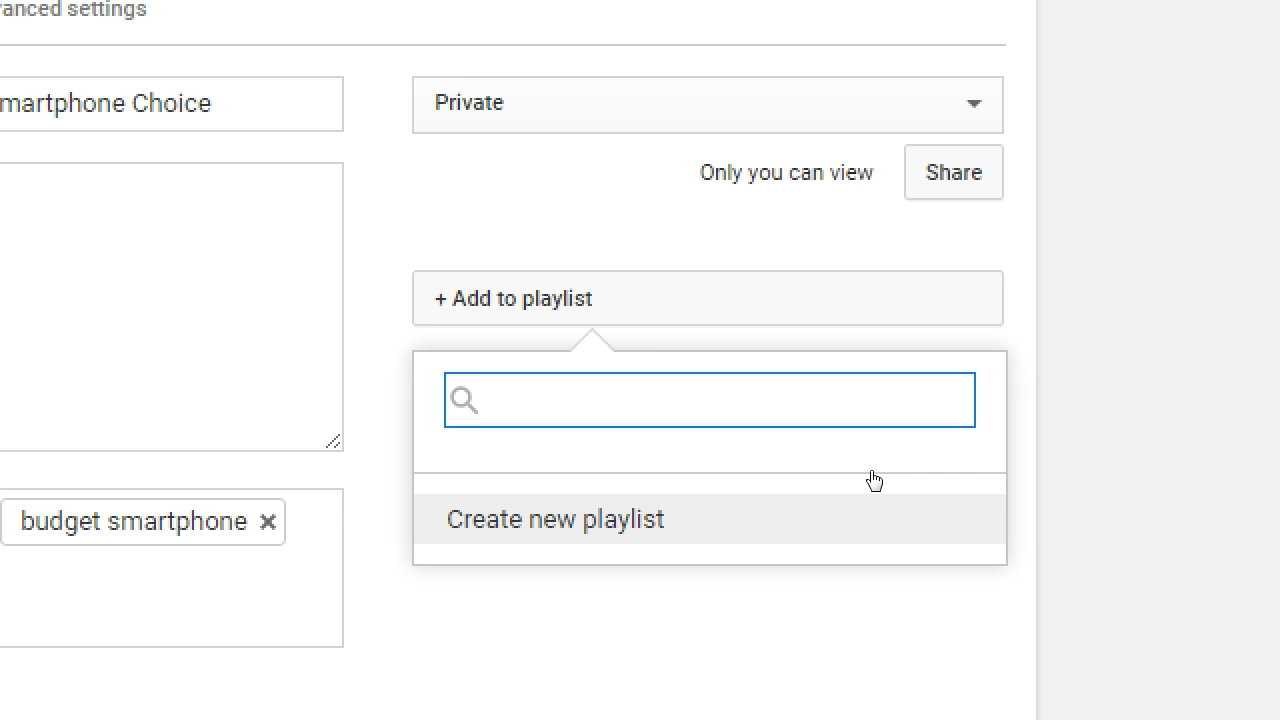 anced settings
martphone Choice
Private
Only you can view
Share
+ Add to playlist
budget smartphone
Create new playlist